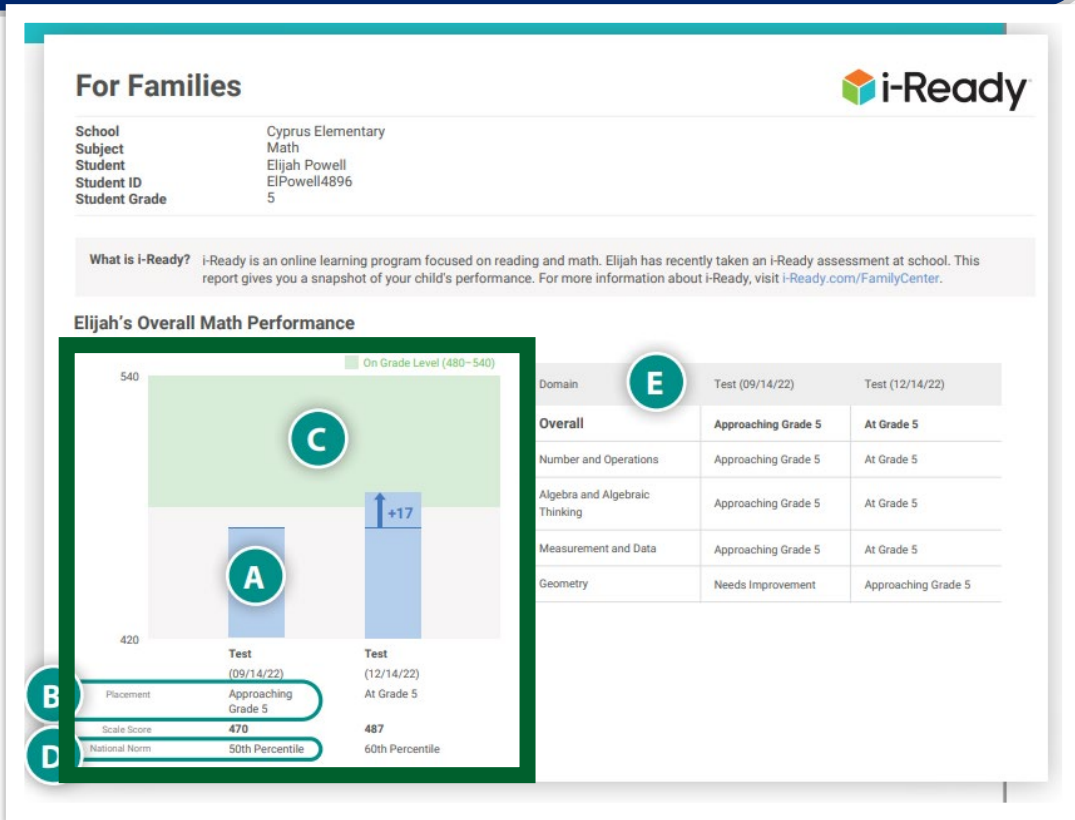 For Families
i-Ready
School Cyprus Elementary
Subject Math
Student Elijah Powell
Student ID ElPowell4896
Student Grade 5
What is i-Ready? i-Ready is an online learning program focused on reading and math. Elijah has recently taken an i-Ready assessment at school. This
report gives you a snapshot of your child's performance. For more information about i-Ready, visit i-Ready.com/FamilyCenter.
Elijah's Overall Math Performance
On Grade Level (480–540)
540
C
+17
A
420
Test Test
(09/14/22) (12/14/22)
B Placement Approaching At Grade 5
Grade 5
Scale Score 470 487
D National Norm 50th Percentile 60th Percentile
Domain E Test (09/14/22) Test (12/14/22)
Overall Approaching Grade 5 At Grade 5
Number and Operations Approaching Grade 5 At Grade 5
Algebra and Algebraic
Thinking Approaching Grade 5 At Grade 5
Measurement and Data Approaching Grade 5 At Grade 5
Geometry Needs Improvement Approaching Grade 5